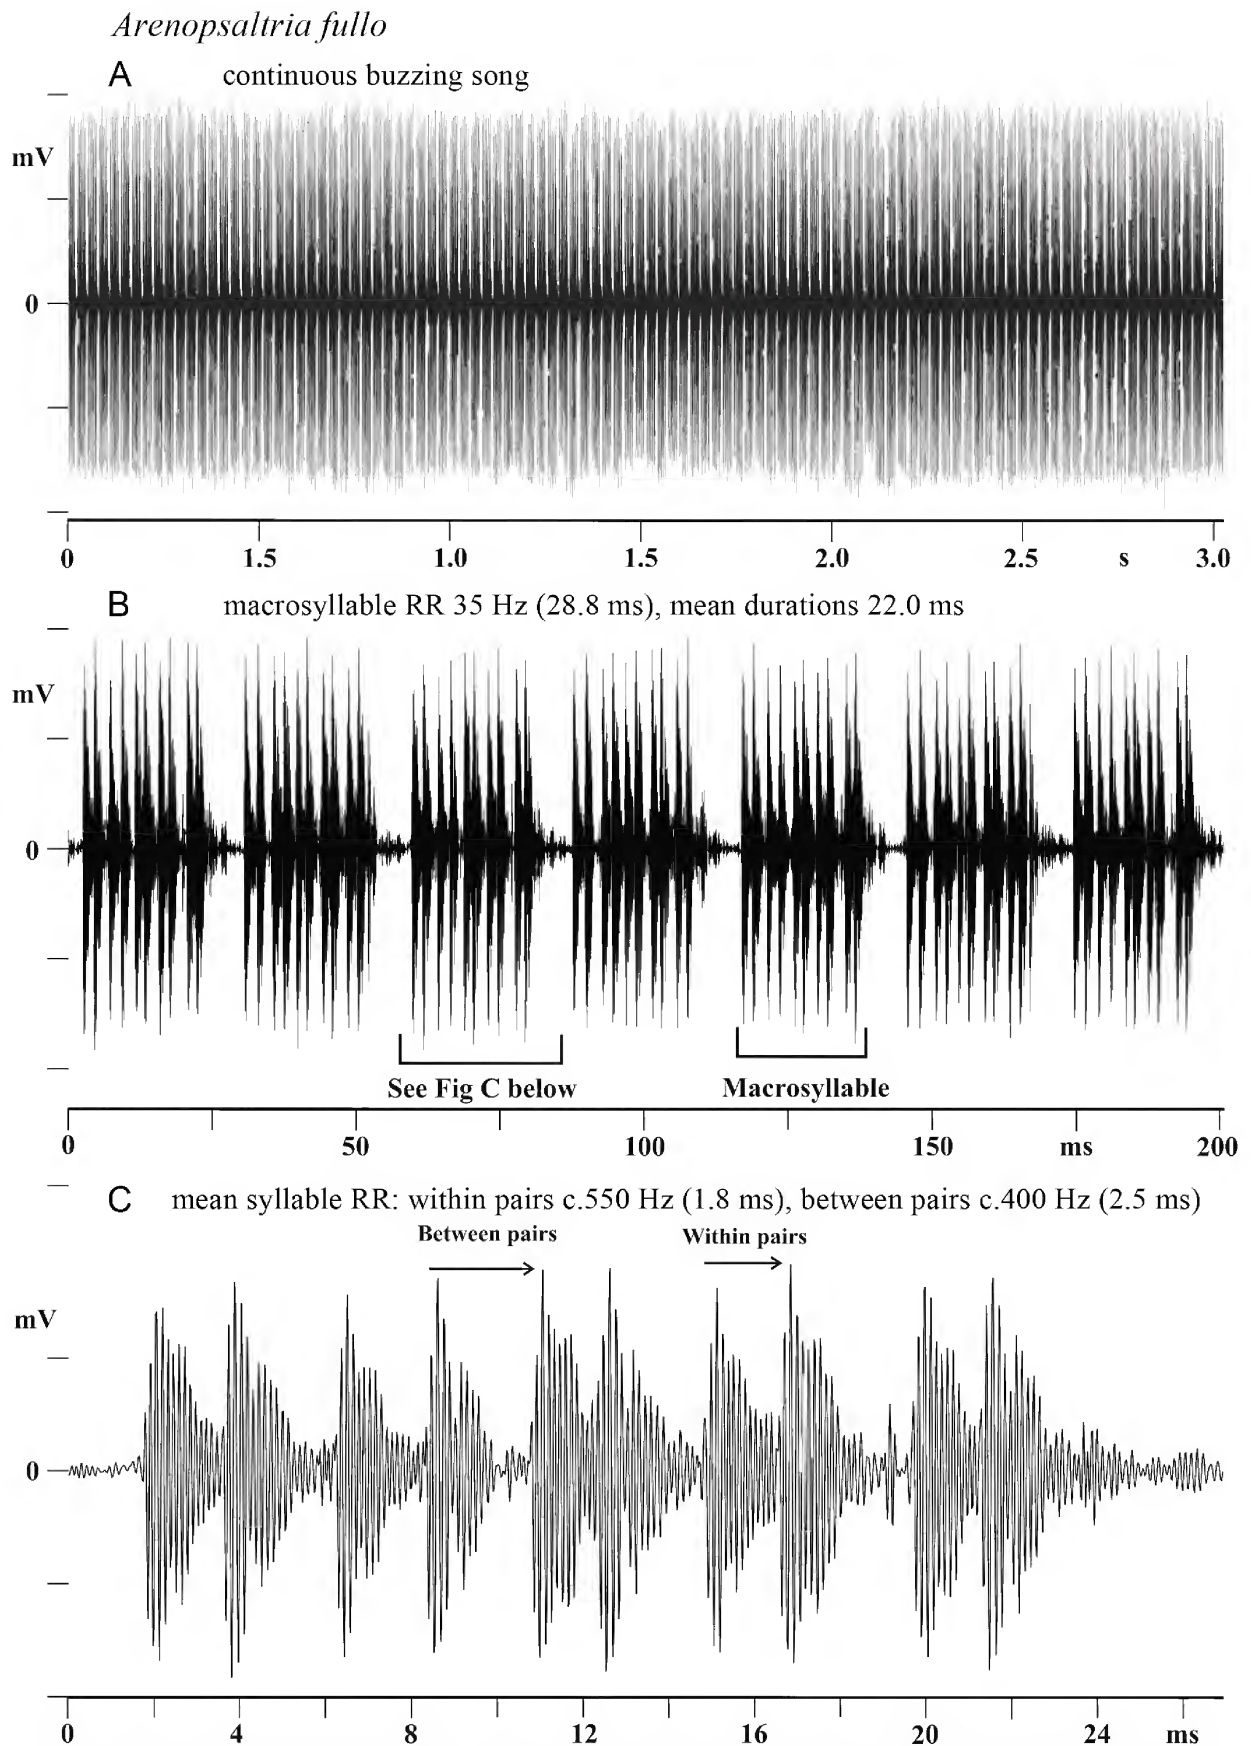 Arenopsaltria fullo
A continuous buzzing song
mV
0
0 1.5 1.0 1.5 2.0 2.5 s 3.0
B macrosyllable RR 35 Hz (28.8 ms), mean durations 22.0 ms
mV
0
See Fig C below Macrosyllable
0 50 100 150 ms 200
C mean syllable RR: within pairs c.550 Hz (1.8 ms), between pairs c.400 Hz (2.5 ms)
Between pairs Within pairs
mV
0
0 4 8 12 16 20 24 ms